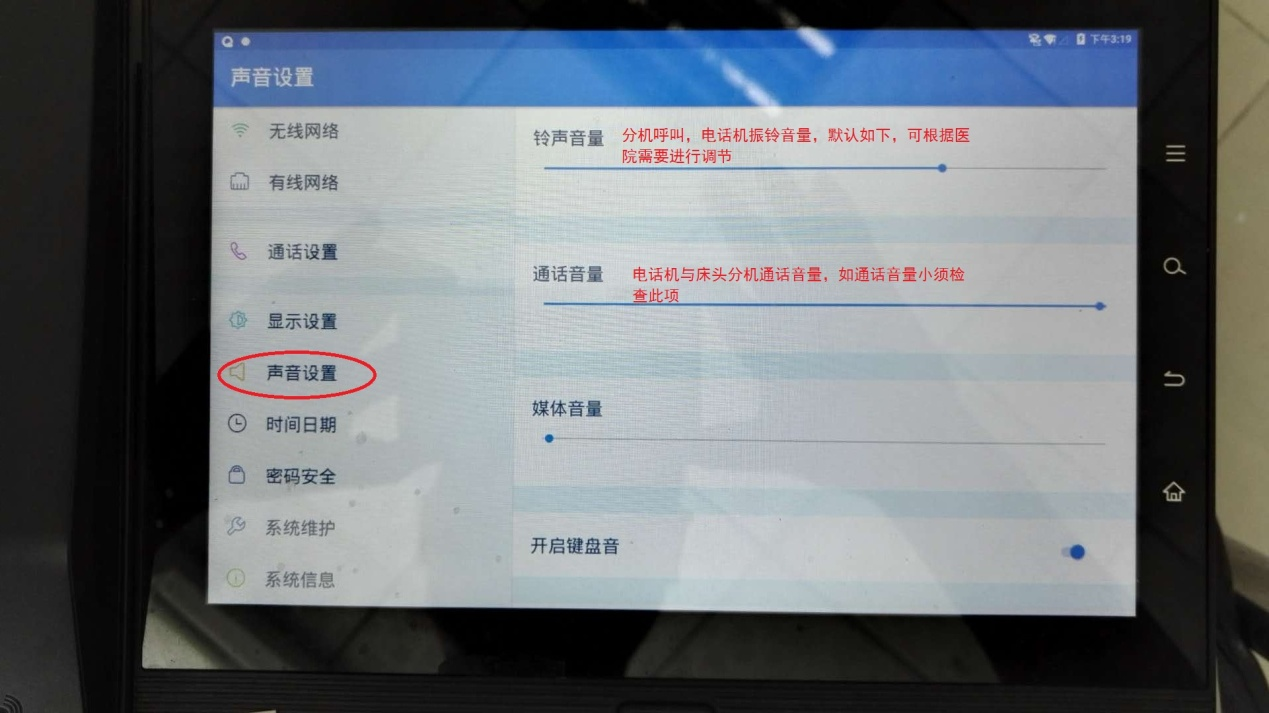 下午3:19
声音设置
无线网络
有线网络
通话设置
显示设置
声音设置
时间日期
密码安全
系统维护
系统信息
铃声音量
分机呼叫，电话机振铃音量，默认如下，可根据医
院需要进行调节
通话音量
电话机与床头分机通话音量，如通话音量小须检
查此项
媒体音量
开启键盘音